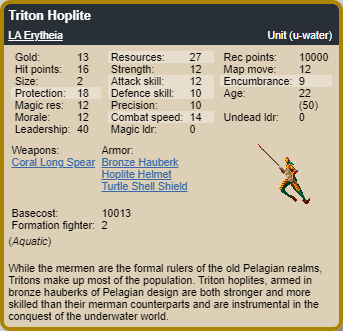 Triton Hoplite
LA Erytheia Unit (u-water)
Gold: 13 Resources: 27 Rec points: 10000
Hit points: 16 Strength: 12 Map move: 12
Size: 2 Attack skill: 12 Encumbrance: 9
Protection: 18 Defence skill: 10 Age: 22
Magic res: 12 Precision: 10 (50)
Morale: 12 Combat speed: 14 Undead ldr: 0
Leadership: 40 Magic ldr: 0
Weapons: Armor:
Coral Long Spear Bronze Hauberk
Hoplite Helmet
Turtle Shell Shield
Basecost: 10013
Formation fighter: 2
(Aquatic)
While the mermen are the formal rulers of the old Pelagian realms,
Tritons make up most of the population. Triton hoplites, armed in
bronze hauberks of Pelagian design are both stronger and more
skilled than their merman counterparts and are instrumental in the
conquest of the underwater world.